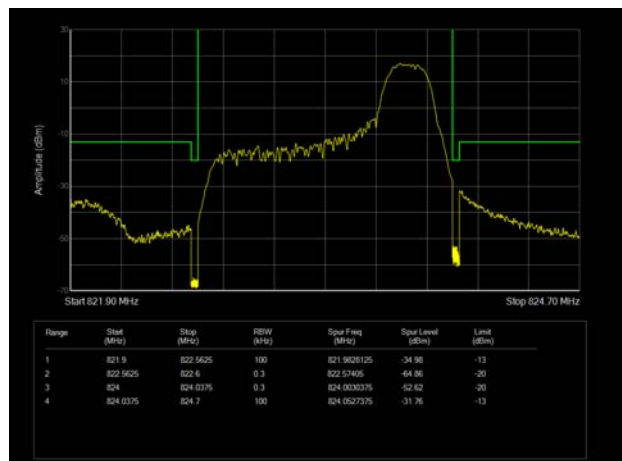 30
10
-10
-30
-50
-70
Amplitude (dBm)
Start 821.90 MHz Stop 824.70 MHz
Range Start (MHz) Stop (MHz) RBW (kHz) Spur Freq (MHz) Spur Level (dBm) Limit (dBm)
1 821.9 822.5625 100 821.9828125 -34.98 -13
2 822.5625 822.6 0.3 822.57405 -64.86 -20
3 824 824.0375 0.3 824.0030375 -52.62 -20
4 824.0375 824.7 100 824.0527375 -31.76 -13